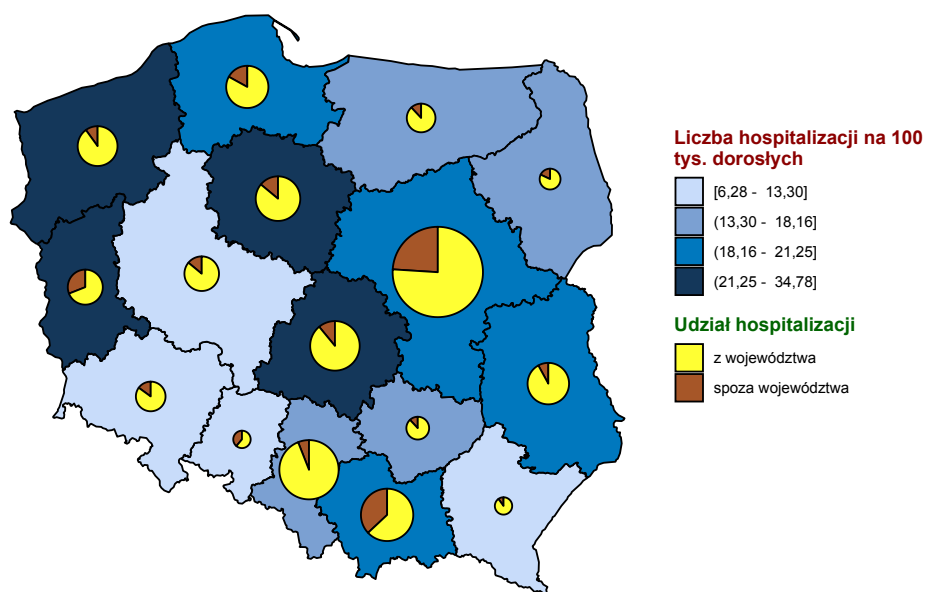 Liczba hospitalizacji na 100
tys. dorosłych
[6,28 - 13,30]
(13,30 - 18,16]
(18,16 - 21,25]
(21,25 - 34,78]
Udział hospitalizacji
z województwa
spoza województwa